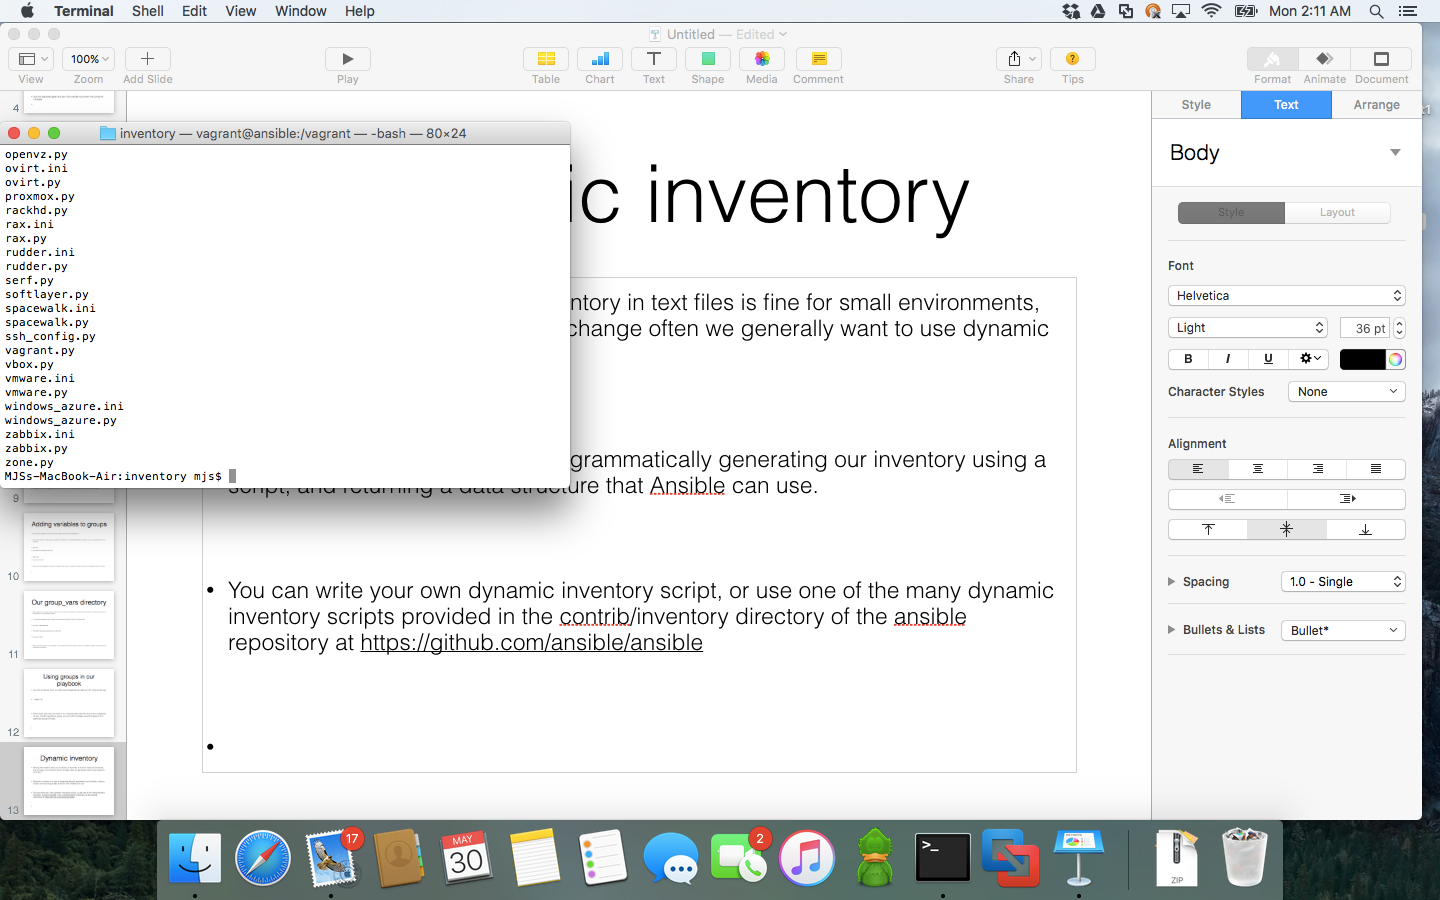 Terminal Shell Edit View Window Help Mon 2:11 AM
Untitled — Edited
100%
View Zoom Add Slide Play Table Chart Text Shape Media Comment Share Tips Format Animate Document
4
inventory — vagrant@ansible:/vagrant — -bash — 80×24
openvz.py
ovirt.ini
ovirt.py
proxmox.py
rackhd.py
rax.ini
rax.py
rudder.ini
rudder.py
serf.py
softlayer.py
spacewalk.ini
spacewalk.py
ssh_config.py
vagrant.py
vbox.py
vmware.ini
vmware.py
windows_azure.ini
windows_azure.py
zabbix.ini
zabbix.py
zone.py
MJSs-MacBook-Air:inventory mjs$
ic inventory
ntory in text files is fine for small environments,
change often we generally want to use dynamic
grammatically generating our inventory using a
script, and returning a data structure that Ansible can use.
• You can write your own dynamic inventory script, or use one of the many dynamic
inventory scripts provided in the contrib/inventory directory of the ansible
repository at https://github.com/ansible/ansible
•
9
Adding variables to groups
10
Our group_vars directory
11
Using groups in our
playbook
12
Dynamic inventory
13
Style Text Arrange
Body
Style Layout
Font
Helvetica
Light 36 pt
B I U
Character Styles None
Alignment
Spacing 1.0 - Single
Bullets & Lists Bullet*
17
MAY
30
2
>_
ZIP